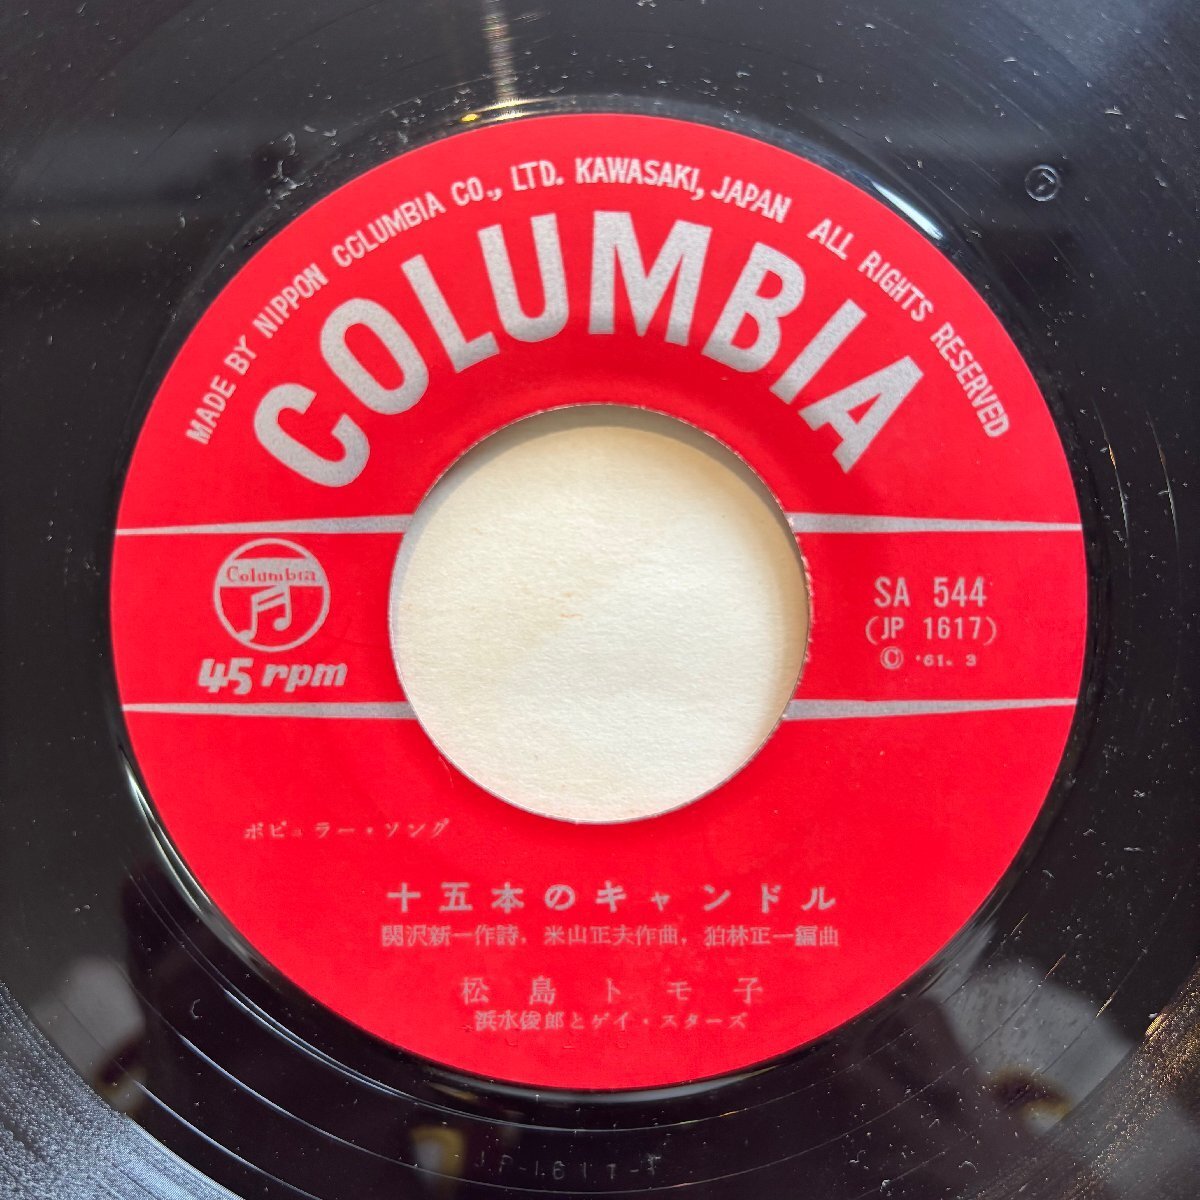 MADE BY NIPPON COLUMBIA CO., LTD. KAWASAKI, JAPAN ALL RIGHTS RESERVED
COLUMBIA
Columbia
45 rpm
SA 544
(JP 1617)
© '61. 3
ポピュラー・ソング
十五本のキャンドル
関沢新一作詩, 米山正夫作曲, 狛林正一編曲
松島トモ子
浜水俊郎とゲイ・スターズ